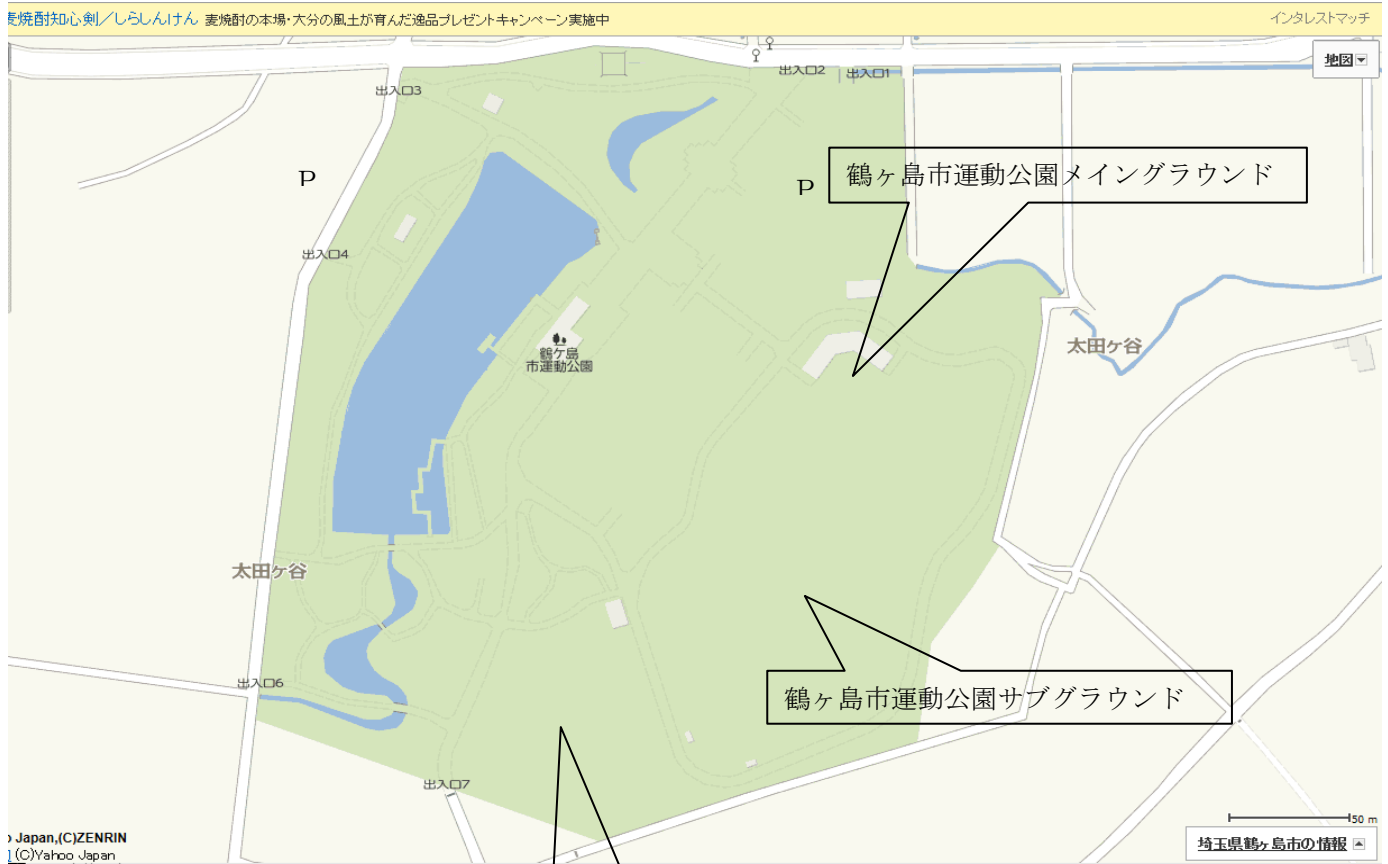 麦焼酎知心剣/しらしんけん 麦焼酎の本場・大分の風土が育んだ逸品プレゼントキャンペーン実施中
インタレストマッチ
地図
出入口2
出入口1
出入口3
P
P
鶴ヶ島市運動公園メイングラウンド
出入口4
太田ヶ谷
鶴ケ島
市運動公園
太田ケ谷
出入口6
鶴ヶ島市運動公園サブグラウンド
出入口7
50 m
Japan,(C)ZENRIN
(C)Yahoo Japan
埼玉県鶴ヶ島市の情報